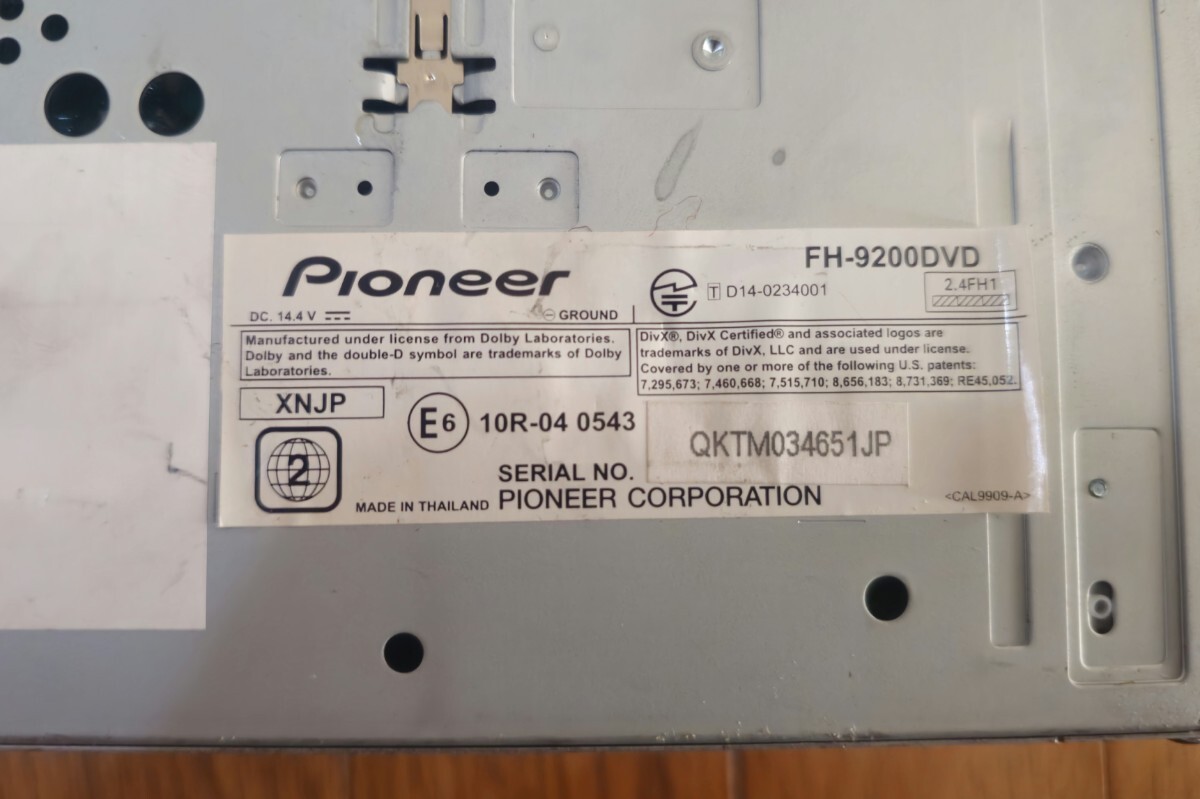 Pioneer
FH-9200DVD
T D14-0234001
2.4FH1
DC. 14.4 V
GROUND
Manufactured under license from Dolby Laboratories.
Dolby and the double-D symbol are trademarks of Dolby
Laboratories.
DivX®, DivX Certified® and associated logos are
trademarks of DivX, LLC and are used under license.
Covered by one or more of the following U.S. patents:
7,295,673; 7,460,668; 7,515,710; 8,656,183; 8,731,369; RE45,052.
XNJP
E6 10R-04 0543
QKTM034651JP
2
SERIAL NO.
MADE IN THAILAND PIONEER CORPORATION
<CAL9909-A>